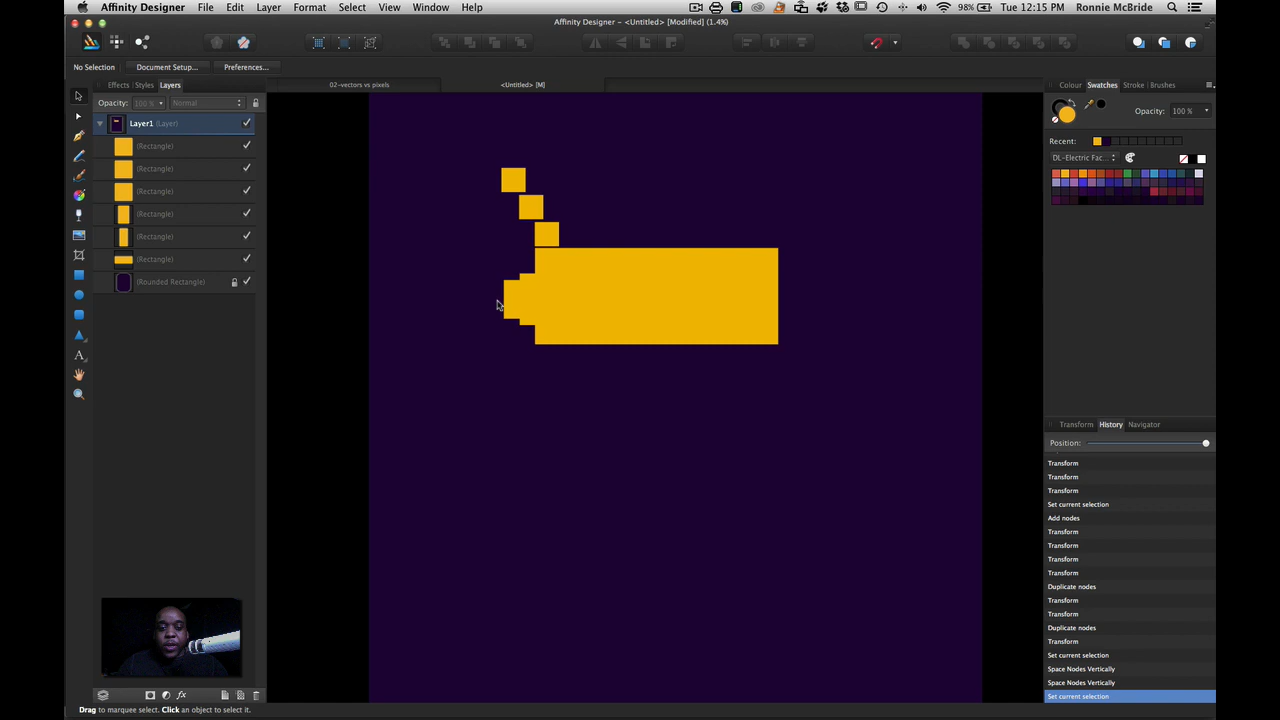 Affinity Designer File Edit Layer Format Select View Window Help 98% Tue 12:15 PM Ronnie McBride
Affinity Designer - <Untitled> [Modified] (1.4%)
No Selection Document Setup... Preferences...
Effects Styles Layers
02-vectors vs pixels
<Untitled> [M]
Colour Swatches Stroke Brushes
Opacity: 100 % Normal
Opacity: 100 %
Layer1 (Layer)
Recent:
(Rectangle)
DL-Electric Fac...
(Rectangle)
(Rectangle)
(Rectangle)
(Rectangle)
(Rectangle)
(Rounded Rectangle)
Transform History Navigator
Position:
Transform
Transform
Transform
Set current selection
Add nodes
Transform
Transform
Transform
Transform
Duplicate nodes
Transform
Transform
Duplicate nodes
Transform
Set current selection
Space Nodes Vertically
Space Nodes Vertically
Set current selection
Drag to marquee select. Click an object to select it.